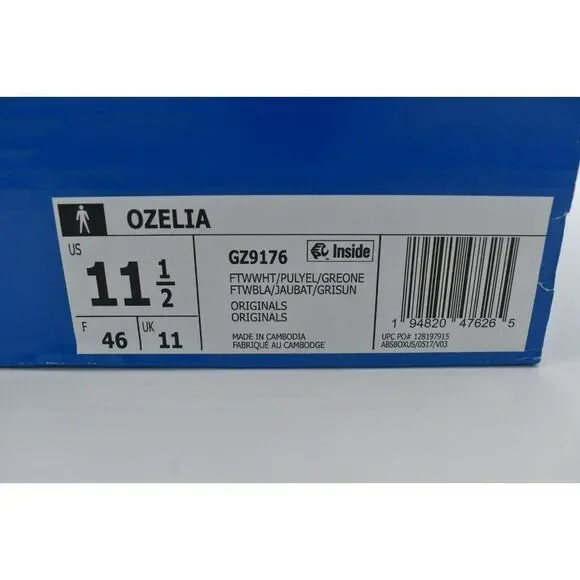 OZELIA
US
11 1/2
F
46
UK
11
GZ9176
Inside
FTWWHT/PULYEL/GREONE
FTWBLA/JAUBAT/GRISUN
ORIGINALS
ORIGINALS
MADE IN CAMBODIA
FABRIQUÉ AU CAMBODGE
1 94820 47626 5
UPC PO# 128197915
ABSBOXUS/0517/V03